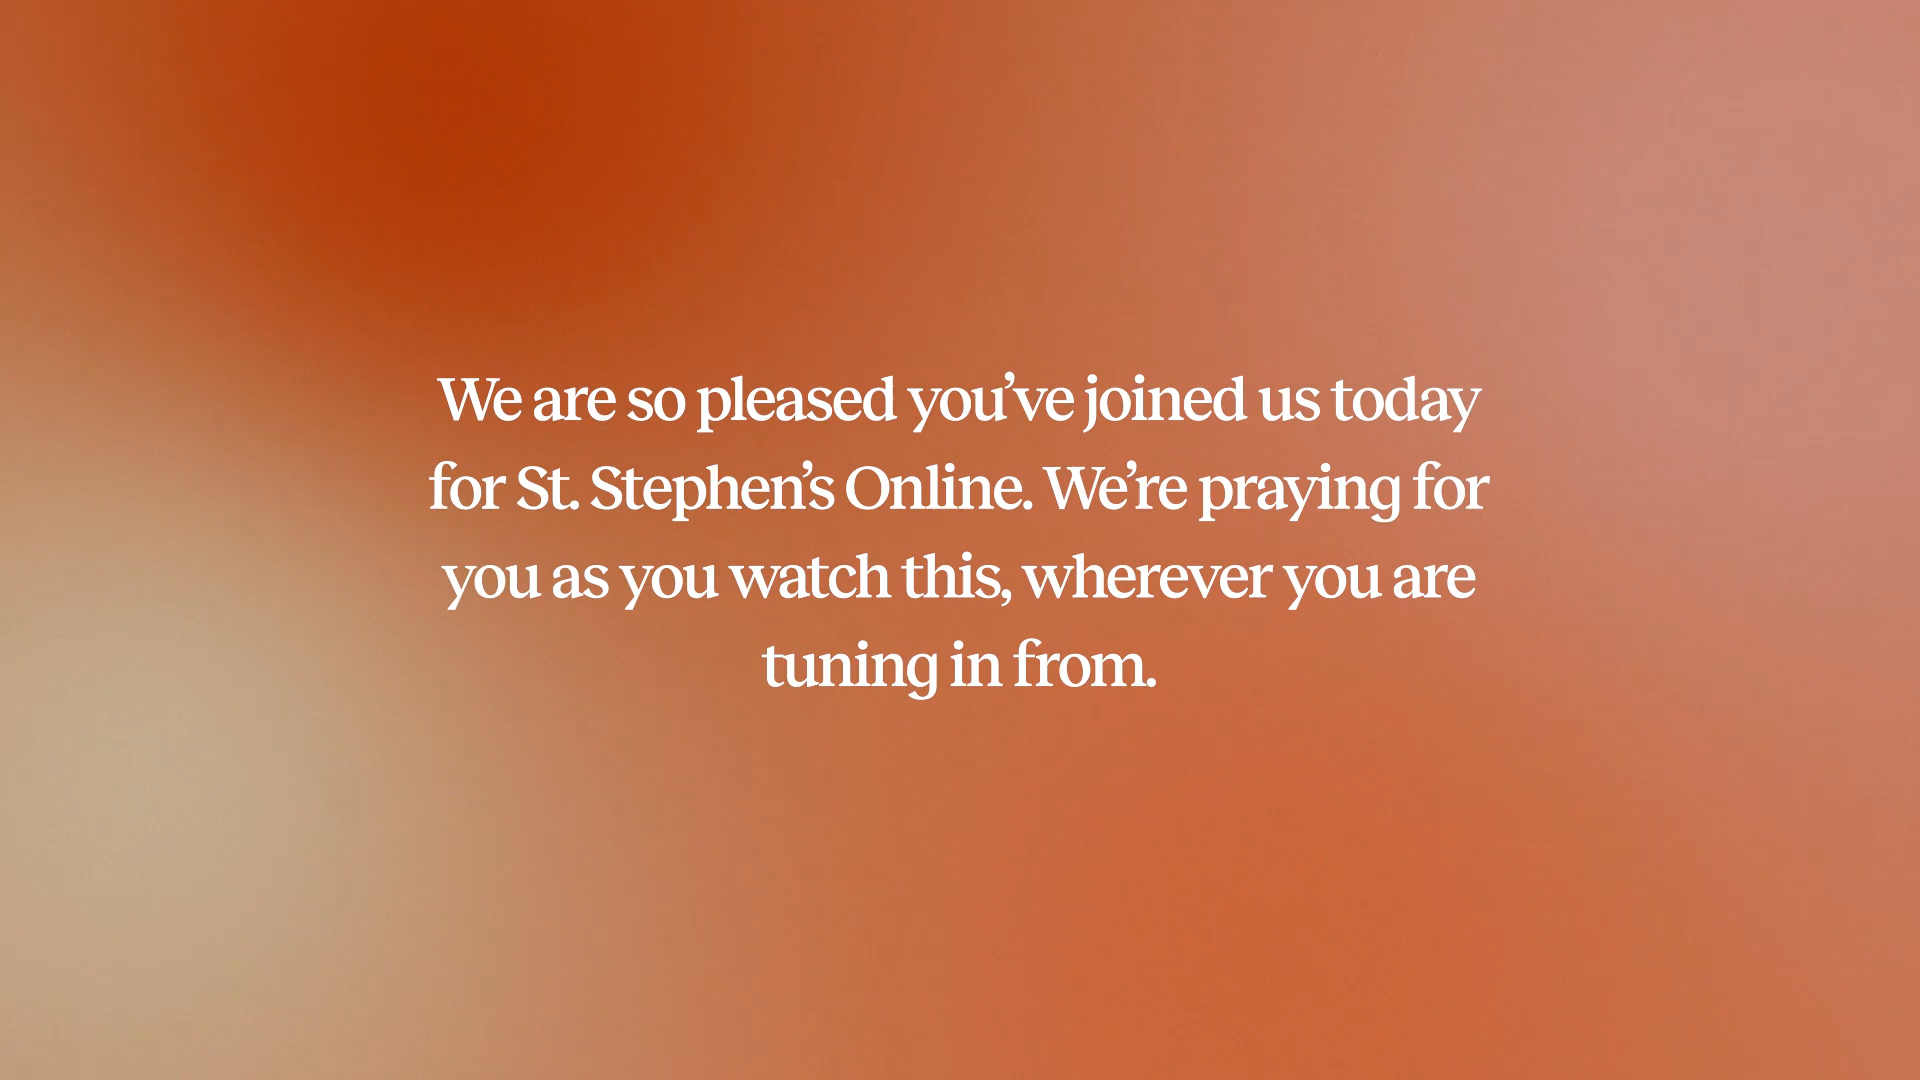 We are so pleased you’ve joined us today
for St. Stephen’s Online. We’re praying for
you as you watch this, wherever you are
tuning in from.